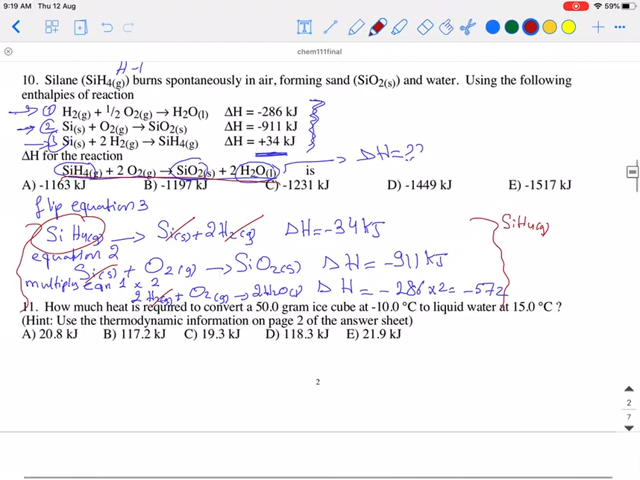 9:19 AM Thu 12 Aug
59%
chem111final
H-1
10. Silane (SiH4(g)) burns spontaneously in air, forming sand (SiO2(s)) and water. Using the following
enthalpies of reaction
→ ① H2(g) + 1/2 O2(g) → H2O(l) ΔH = -286 kJ
→ ② Si(s) + O2(g) → SiO2(s) ΔH = -911 kJ
→ ③ Si(s) + 2 H2(g) → SiH4(g) ΔH = +34 kJ
ΔH for the reaction
SiH4(g) + 2 O2(g) → SiO2(s) + 2 H2O(l) is → ΔH = ??
A) -1163 kJ B) -1197 kJ C) -1231 kJ D) -1449 kJ E) -1517 kJ
flip equation 3
SiH4(g) → Si(s) + 2H2(g) ΔH = -34 kJ SiH4(g)
equation 2
Si(s) + O2(g) → SiO2(s) ΔH = -911 kJ
multiply eqn 1 x 2
2H2(g) + O2(g) → 2H2O(l) ΔH = -286 x 2 = -572
11. How much heat is required to convert a 50.0 gram ice cube at -10.0 °C to liquid water at 15.0 °C ?
(Hint: Use the thermodynamic information on page 2 of the answer sheet)
A) 20.8 kJ B) 117.2 kJ C) 19.3 kJ D) 118.3 kJ E) 21.9 kJ
2
2
7